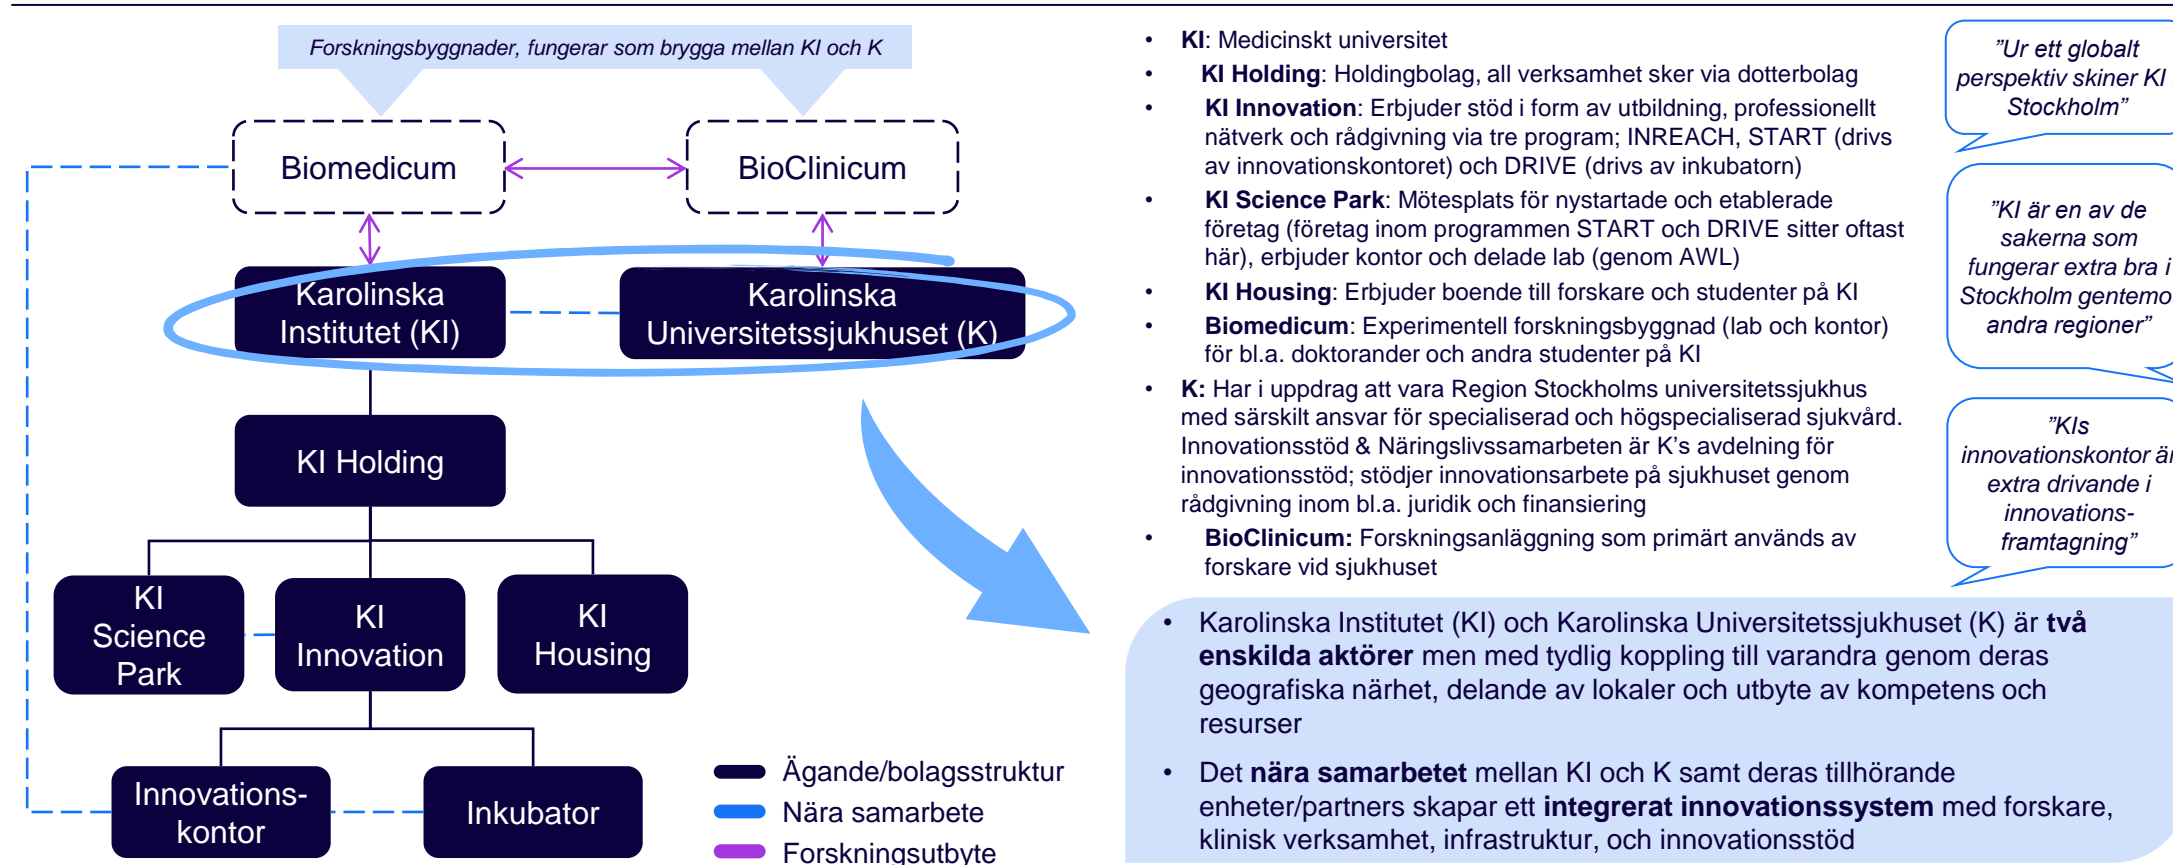 Forskningsbyggnader, fungerar som brygga mellan KI och K
Biomedicum
BioClinicum
Karolinska
Institutet (KI)
Karolinska
Universitetssjukhuset (K)
KI Holding
KI
Science
Park
KI
Innovation
KI
Housing
Innovations-
kontor
Inkubator
Ägande/bolagsstruktur
Nära samarbete
Forskningsutbyte
• KI: Medicinskt universitet
• KI Holding: Holdingbolag, all verksamhet sker via dotterbolag
• KI Innovation: Erbjuder stöd i form av utbildning, professionellt
nätverk och rådgivning via tre program; INREACH, START (drivs
av innovationskontoret) och DRIVE (drivs av inkubatorn)
• KI Science Park: Mötesplats för nystartade och etablerade
företag (företag inom programmen START och DRIVE sitter oftast
här), erbjuder kontor och delade lab (genom AWL)
• KI Housing: Erbjuder boende till forskare och studenter på KI
• Biomedicum: Experimentell forskningsbyggnad (lab och kontor)
för bl.a. doktorander och andra studenter på KI
• K: Har i uppdrag att vara Region Stockholms universitetssjukhus
med särskilt ansvar för specialiserad och högspecialiserad sjukvård.
Innovationsstöd & Näringslivssamarbeten är K's avdelning för
innovationsstöd; stödjer innovationsarbete på sjukhuset genom
rådgivning inom bl.a. juridik och finansiering
• BioClinicum: Forskningsanläggning som primärt används av
forskare vid sjukhuset
”Ur ett globalt
perspektiv skiner KI
Stockholm”
”KI är en av de
sakerna som
fungerar extra bra i
Stockholm
andra regioner”
”KIs
innovationskontor
extra drivande i
innovations-
framtagning”
• Karolinska Institutet (KI) och Karolinska Universitetssjukhuset (K) är två
enskilda aktörer men med tydlig koppling till varandra genom deras
geografiska närhet, delande av lokaler och utbyte av kompetens och
resurser
• Det nära samarbetet mellan KI och K samt deras tillhörande
enheter/partners skapar ett integrerat innovationssystem med forskare,
klinisk verksamhet, infrastruktur, och innovationsstöd